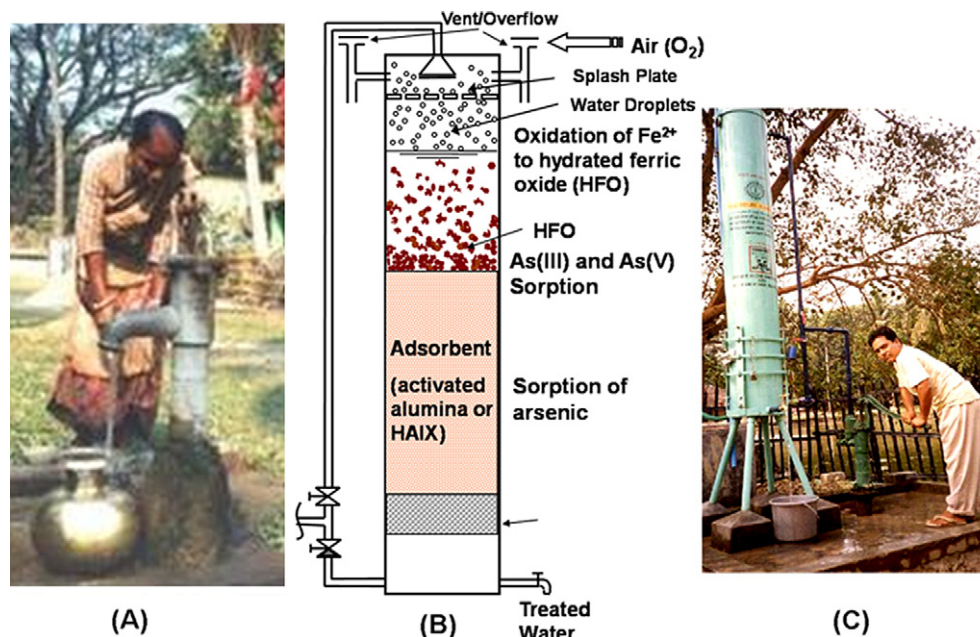 Vent/Overflow
Air (O₂)
Splash Plate
Water Droplets
Oxidation of Fe²⁺
to hydrated ferric
oxide (HFO)
HFO
As(III) and As(V)
Sorption
Adsorbent
(activated
alumina or
HAIX)
Sorption of
arsenic
Treated
Water
(A)
(B)
(C)